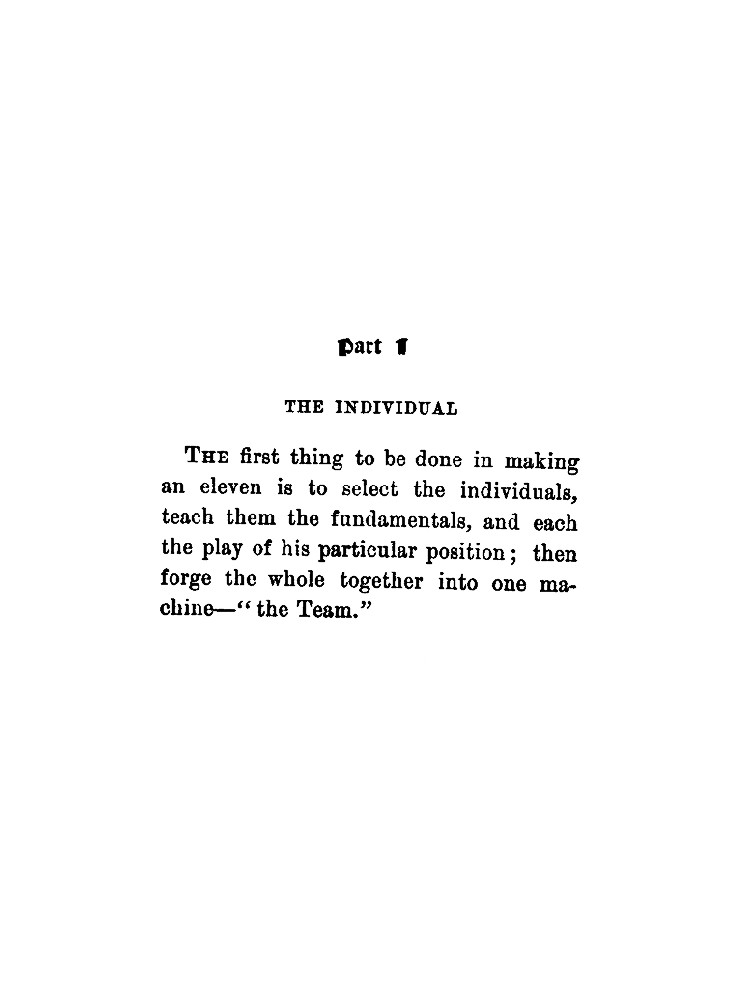 Part I
THE INDIVIDUAL
THE first thing to be done in making
an eleven is to select the individuals,
teach them the fundamentals, and each
the play of his particular position; then
forge the whole together into one ma-
chine—“the Team.”